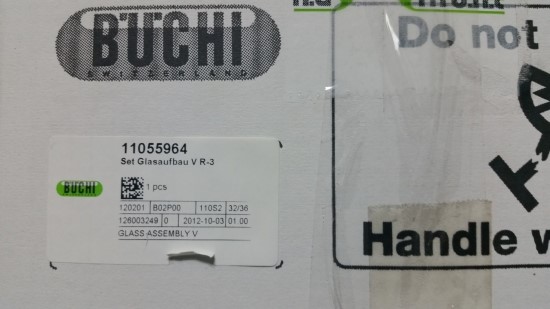 BÜCHI
SWITZERLAND
Do not
11055964
Set Glasaufbau V R-3
BÜCHI
1 pcs
120201 B02P00 110S2 32/36
126003249 0 2012-10-03 01.00
GLASS ASSEMBLY V
Handle